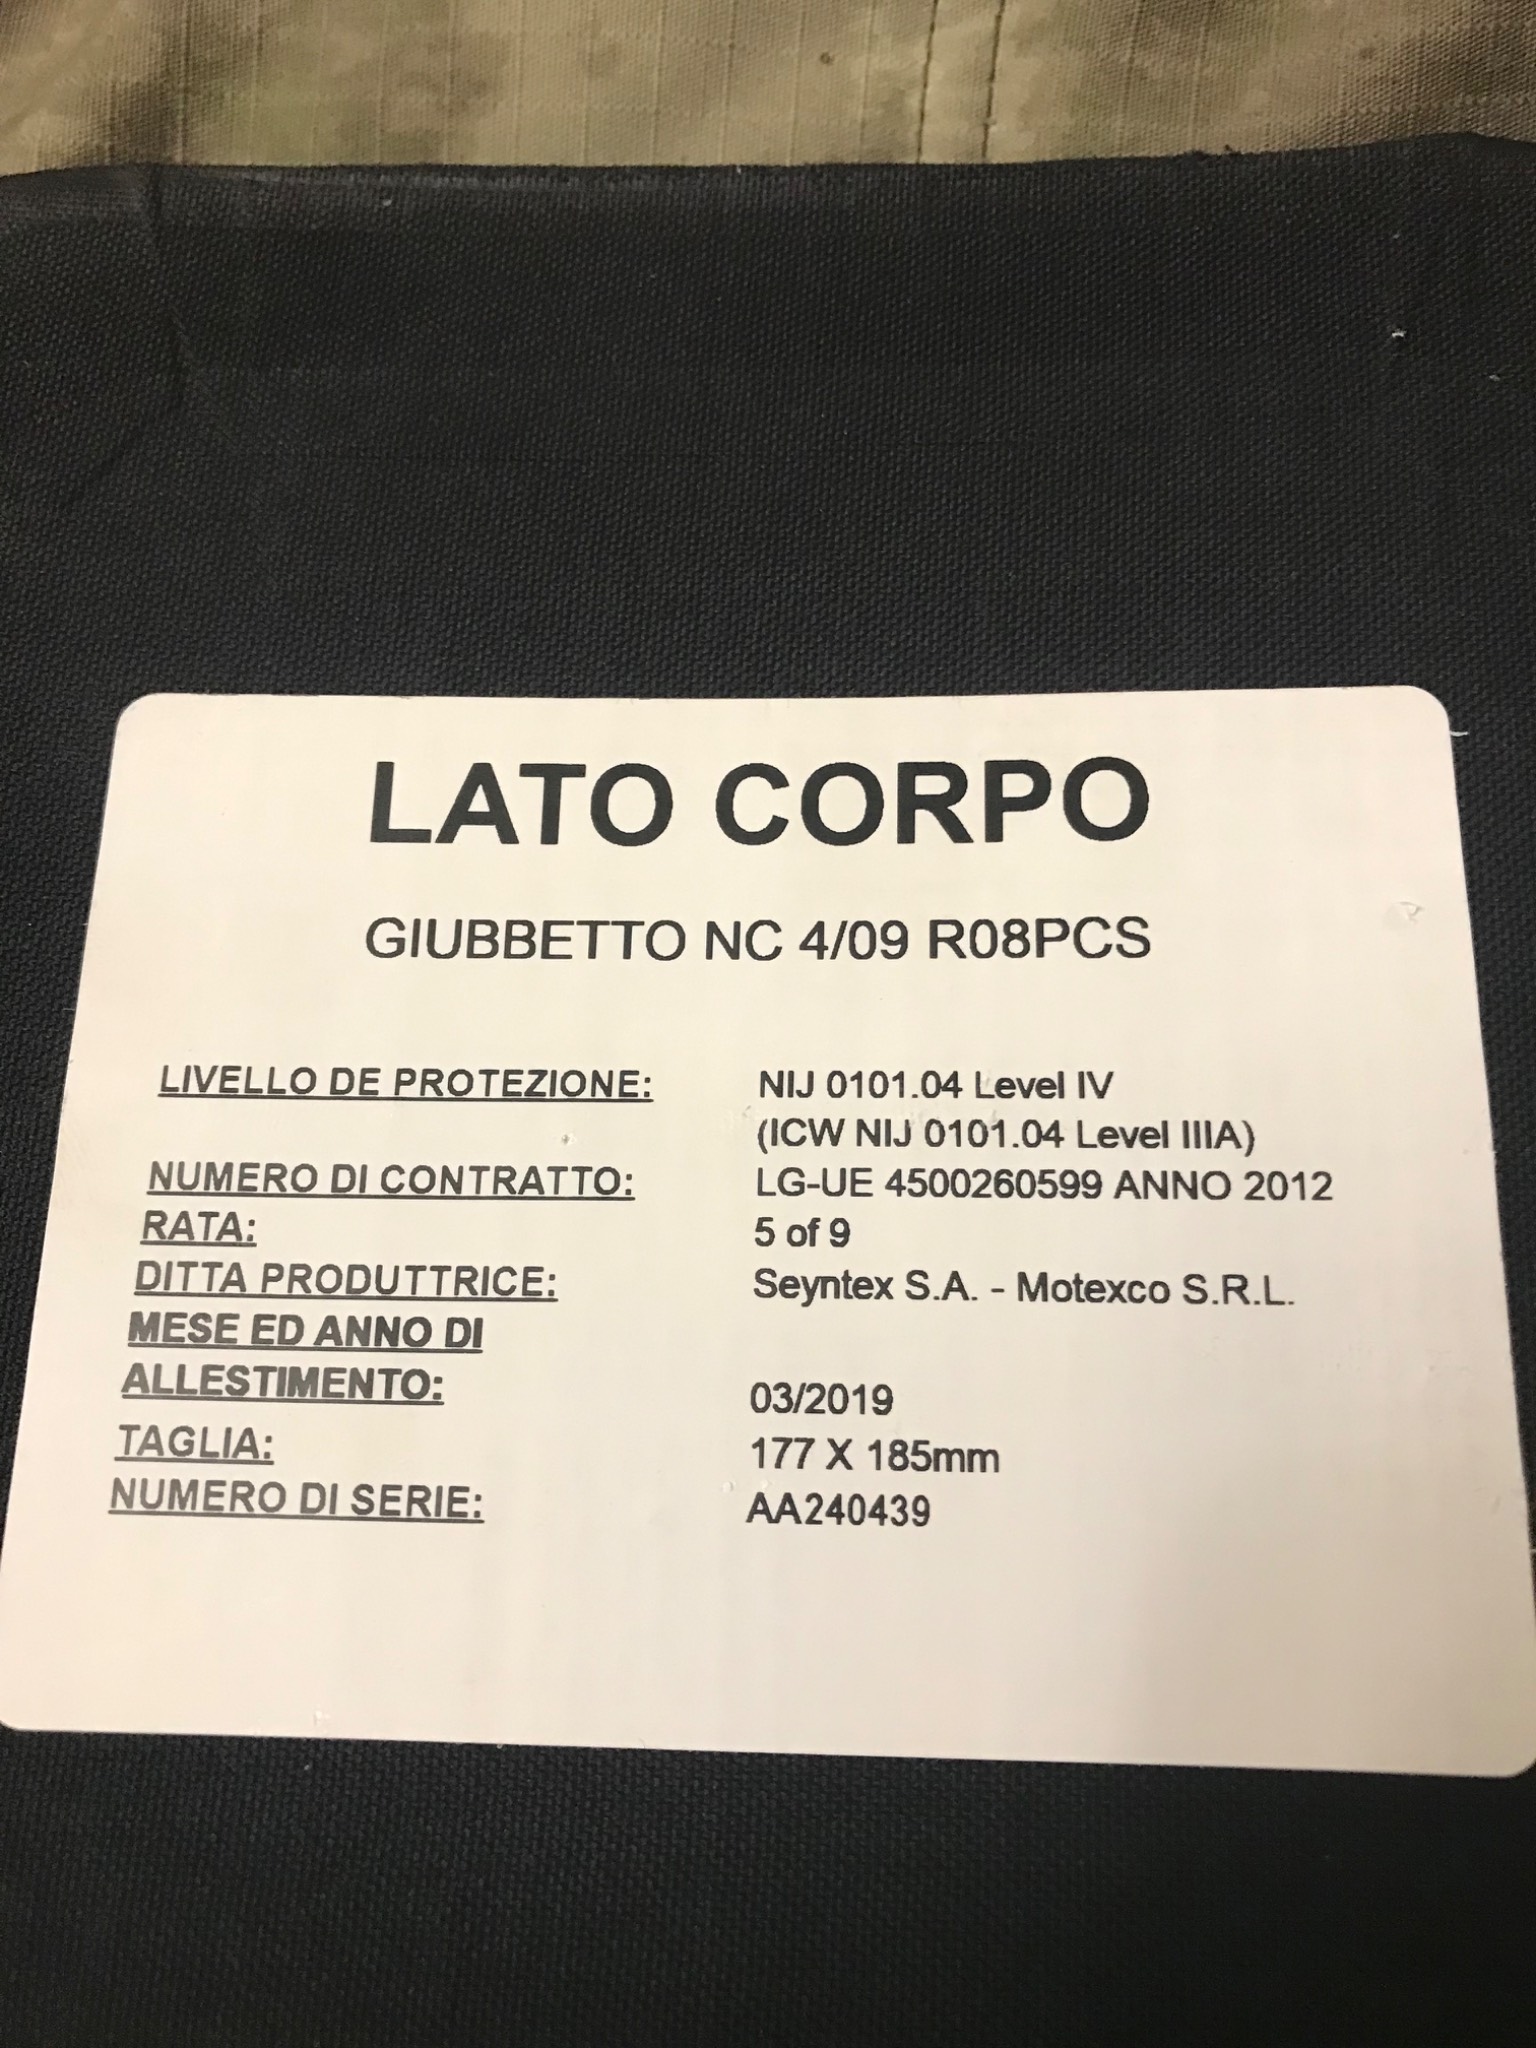 LATO CORPO
GIUBBETTO NC 4/09 R08PCS
LIVELLO DE PROTEZIONE: NIJ 0101.04 Level IV
(ICW NIJ 0101.04 Level IIIA)
NUMERO DI CONTRATTO: LG-UE 4500260599 ANNO 2012
RATA: 5 of 9
DITTA PRODUTTRICE: Seyntex S.A. - Motexco S.R.L.
MESE ED ANNO DI
ALLESTIMENTO: 03/2019
TAGLIA: 177 X 185mm
NUMERO DI SERIE: AA240439